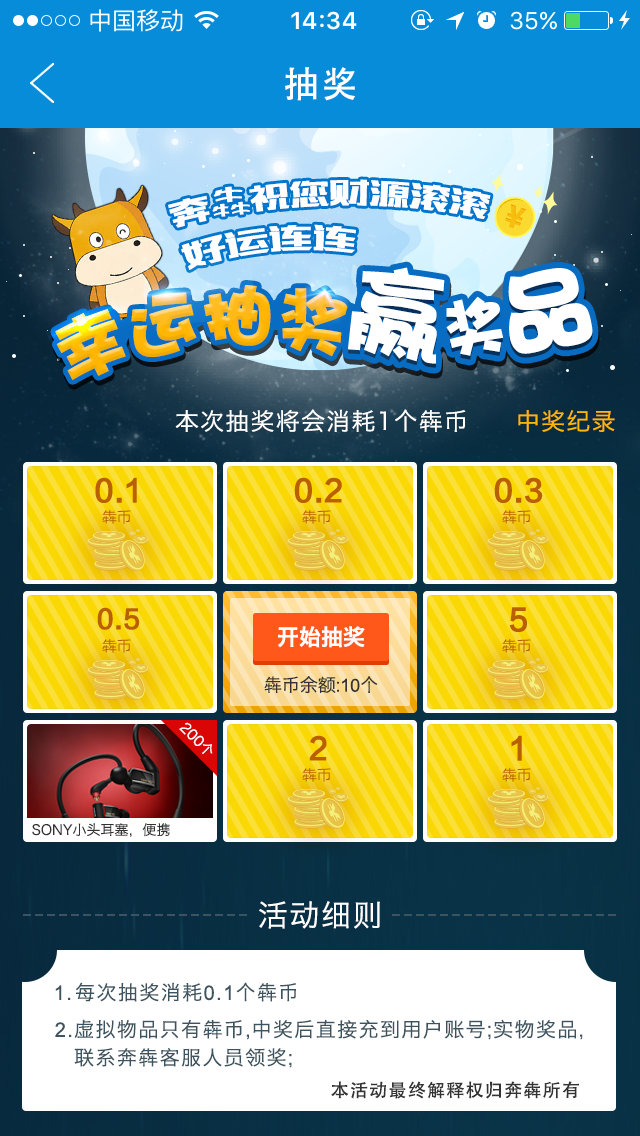 中国移动
14:34
35%
抽奖
奔犇祝您财源滚滚
好运连连
幸运抽奖赢奖品
本次抽奖将会消耗1个犇币
中奖纪录
0.1
犇币
0.2
犇币
0.3
犇币
0.5
犇币
开始抽奖
犇币余额:10个
5
犇币
200个
SONY小头耳塞，便携
2
犇币
1
犇币
活动细则
1.每次抽奖消耗0.1个犇币
2.虚拟物品只有犇币,中奖后直接充到用户账号;实物奖品,
联系奔犇客服人员领奖;
本活动最终解释权归奔犇所有